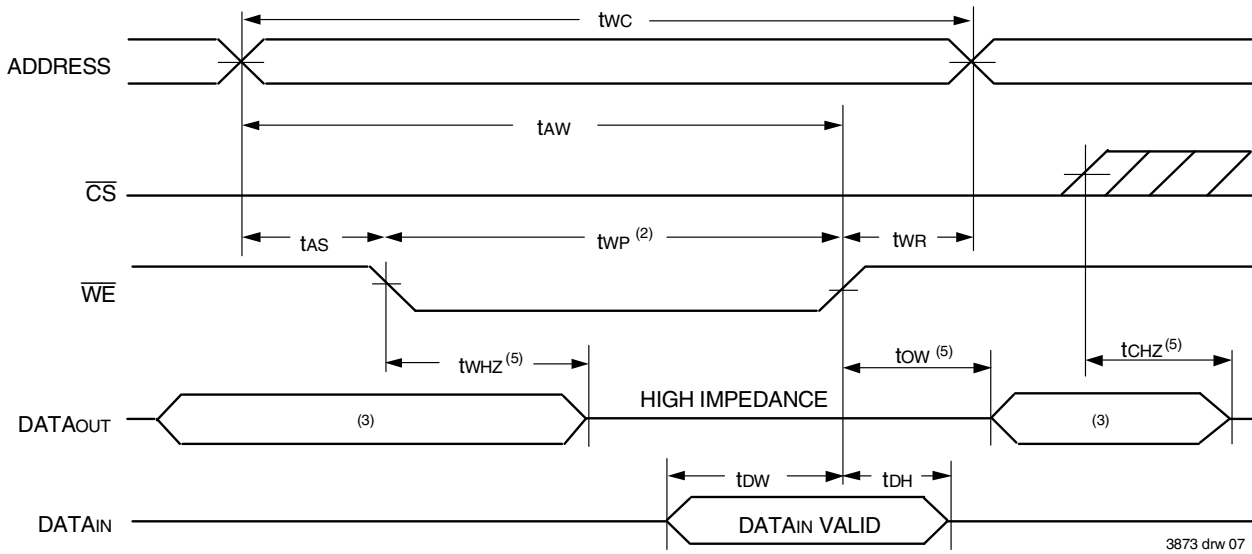 tWC
ADDRESS
tAW
CS
tAS
tWP (2)
tWR
WE
tWHZ (5)
tOW (5)
tCHZ (5)
HIGH IMPEDANCE
DATAOUT
(3)
(3)
tDW
tDH
DATAIN
DATAIN VALID
3873 drw 07